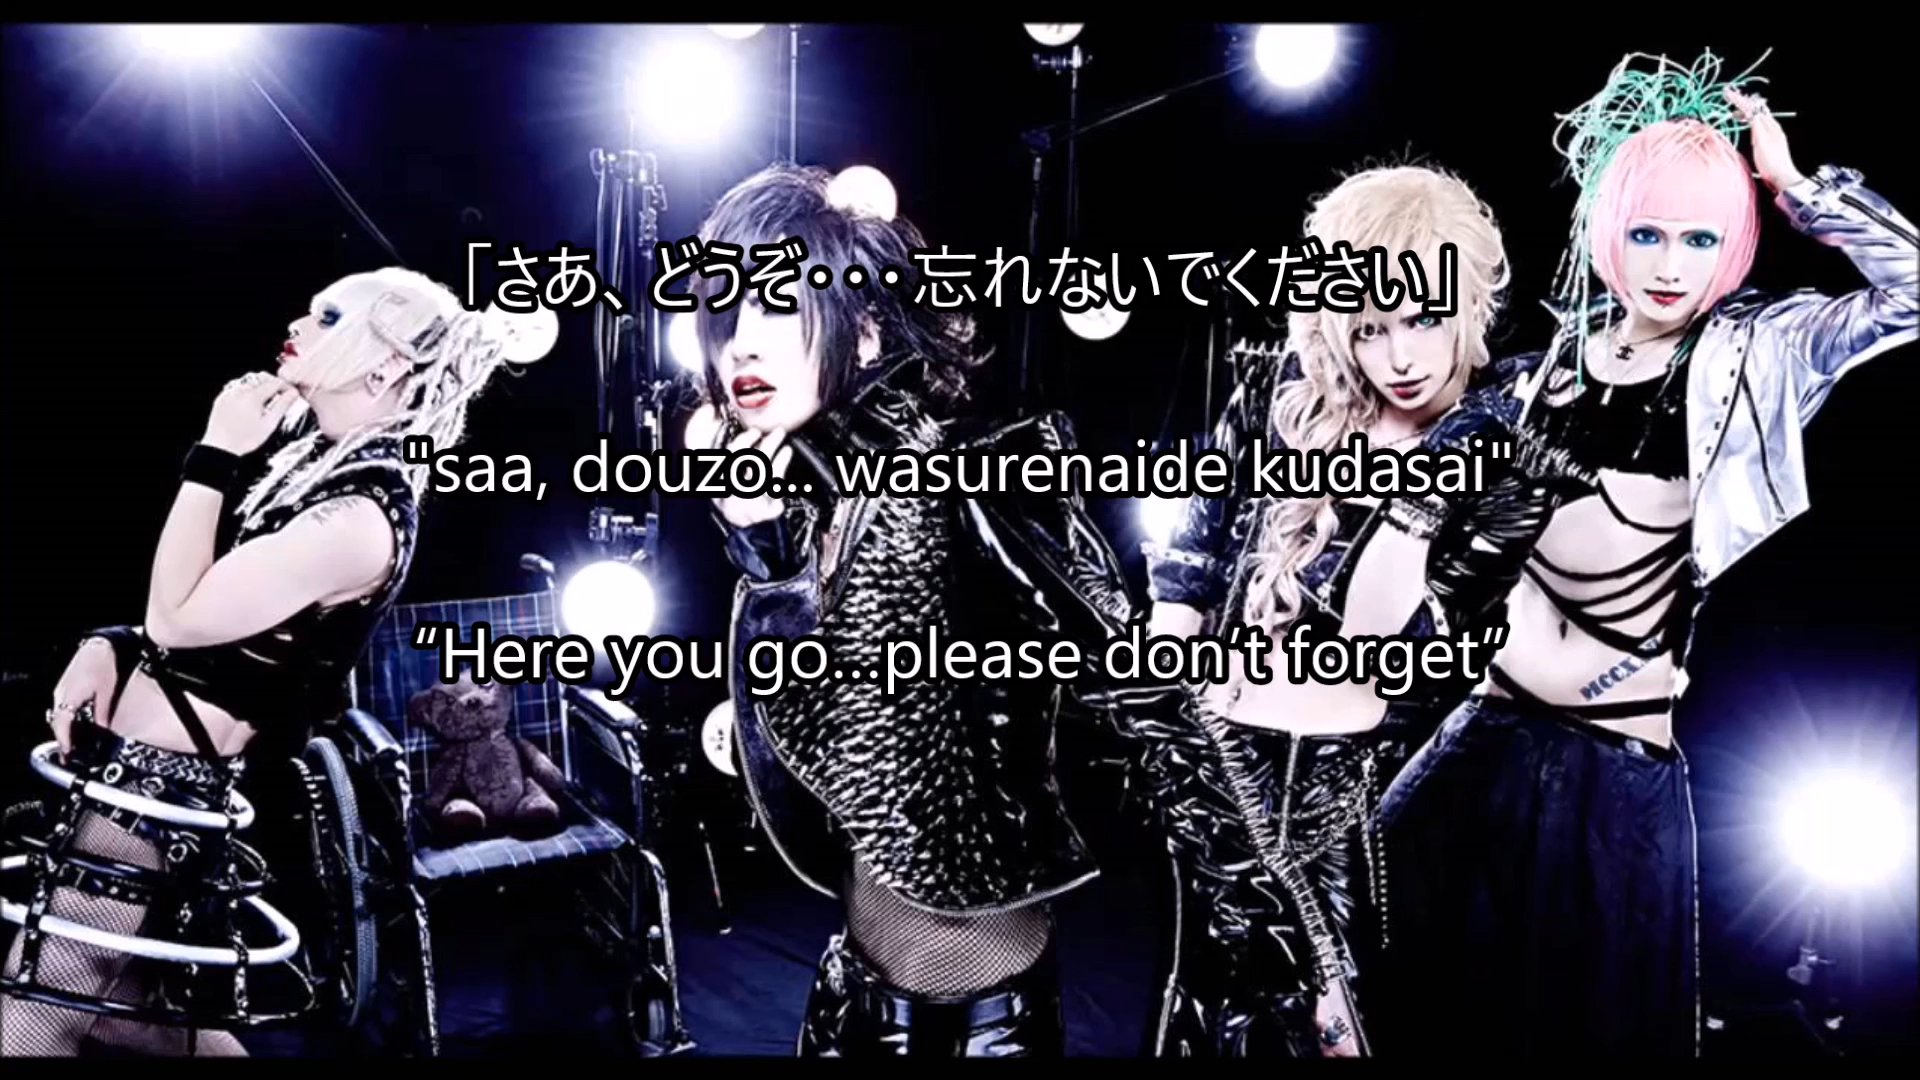 「さあ、どうぞ・・・忘れないでください」
"saa, douzo... wasurenaide kudasai"
“Here you go...please don’t forget”